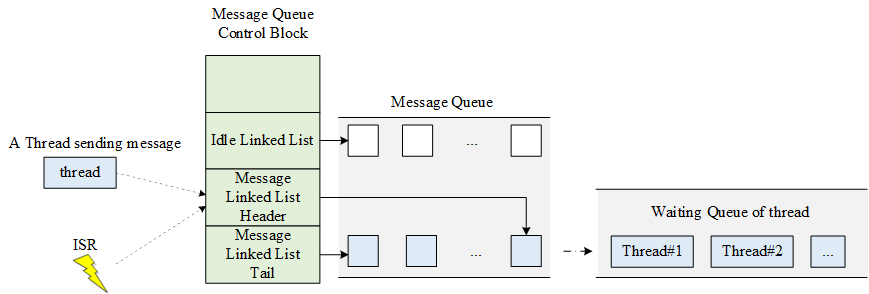 Message Queue
Control Block
Message Queue
Idle Linked List
...
A Thread sending message
thread
Message
Linked List
Header
Waiting Queue of thread
ISR
Message
Linked List
Tail
...
Thread#1
Thread#2
...